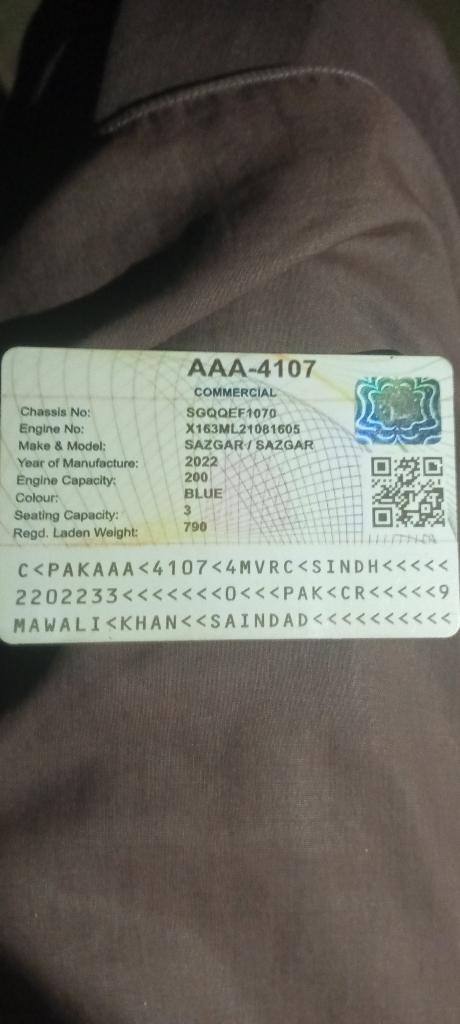 AAA-4107
COMMERCIAL
Chassis No: SGQQEF1070
Engine No: X163ML21081605
Make & Model: SAZGAR / SAZGAR
Year of Manufacture: 2022
Engine Capacity: 200
Colour: BLUE
Seating Capacity: 3
Regd. Laden Weight: 790
C<PAKAAA<4107<4MVRC<SINDH<<<<<
2202233<<<<<<<0<<<PAK<CR<<<<<9
MAWALI<KHAN<<SAINDAD<<<<<<<<<<